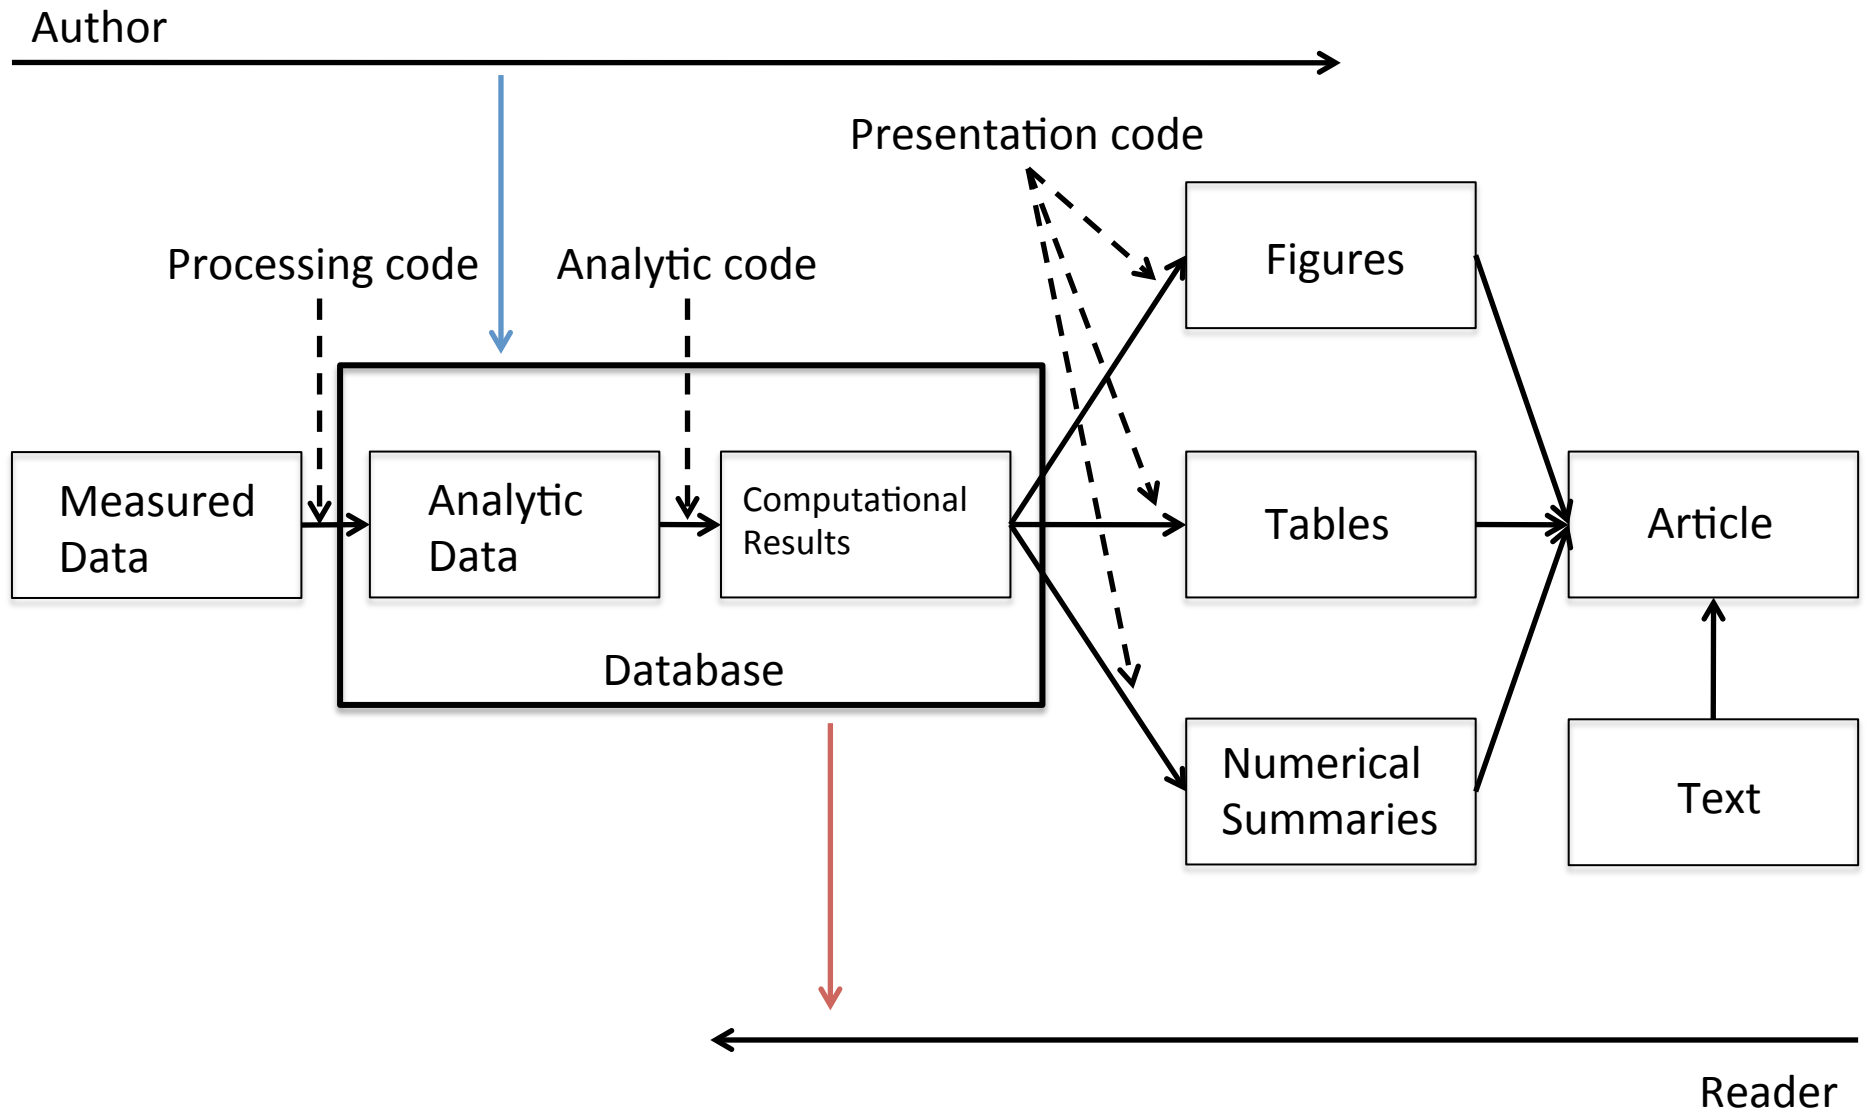 Author
Presentation code
Processing code
Analytic code
Figures
Measured
Data
Analytic
Data
Computational
Results
Tables
Article
Database
Numerical
Summaries
Text
Reader